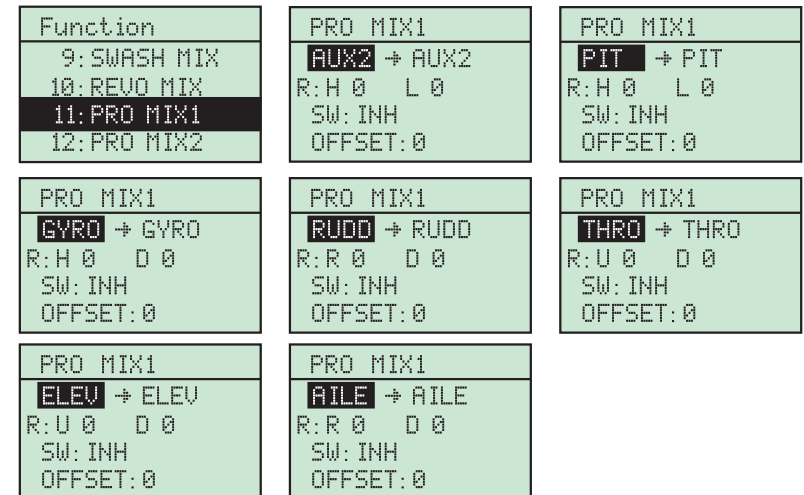 Function
9:SWASH MIX
10:REVO MIX
11:PRO MIX1
12:PRO MIX2
PRO MIX1
AUX2 → AUX2
R:H 0 L 0
SW:INH
OFFSET:0
PRO MIX1
PIT → PIT
R:H 0 L 0
SW:INH
OFFSET:0
PRO MIX1
GYRO → GYRO
R:H 0 D 0
SW:INH
OFFSET:0
PRO MIX1
RUDD → RUDD
R:R 0 D 0
SW:INH
OFFSET:0
PRO MIX1
THRO → THRO
R:U 0 D 0
SW:INH
OFFSET:0
PRO MIX1
ELEV → ELEV
R:U 0 D 0
SW:INH
OFFSET:0
PRO MIX1
AILE → AILE
R:R 0 D 0
SW:INH
OFFSET:0